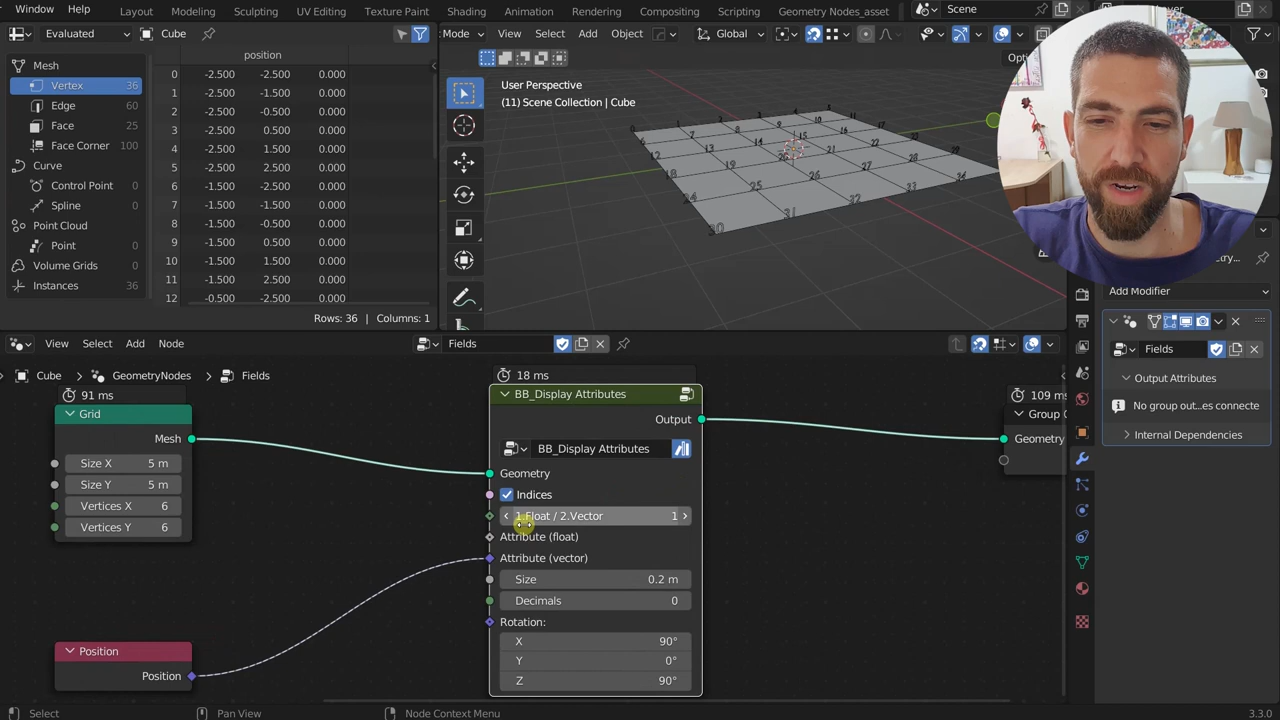 Window Help Layout Modeling Sculpting UV Editing Texture Paint Shading Animation Rendering Compositing Scripting Geometry Nodes_asset Scene
Evaluated Cube
Mesh
Vertex 36
Edge 60
Face 25
Face Corner 100
Curve
Control Point 0
Spline 0
Point Cloud
Point 0
Volume Grids 0
Instances 36
position
0 -2.500 -2.500 0.000
1 -2.500 -1.500 0.000
2 -2.500 -0.500 0.000
3 -2.500 0.500 0.000
4 -2.500 1.500 0.000
5 -2.500 2.500 0.000
6 -1.500 -2.500 0.000
7 -1.500 -1.500 0.000
8 -1.500 -0.500 0.000
9 -1.500 0.500 0.000
10 -1.500 1.500 0.000
11 -1.500 2.500 0.000
12 -0.500 -2.500 0.000
Rows: 36 | Columns: 1
Mode View Select Add Object Global
User Perspective
(11) Scene Collection | Cube
Add Modifier
Fields
Output Attributes
No group out...es connecte
Internal Dependencies
View Select Add Node Fields
Cube GeometryNodes Fields
91 ms
Grid
Mesh
Size X 5 m
Size Y 5 m
Vertices X 6
Vertices Y 6
Position
Position
18 ms
BB_Display Attributes
Output
BB_Display Attributes
Geometry
Indices
1.Float / 2.Vector 1
Attribute (float)
Attribute (vector)
Size 0.2 m
Decimals 0
Rotation:
X 90°
Y 0°
Z 90°
109 ms
Group
Geometry
Select Pan View Node Context Menu 3.3.0